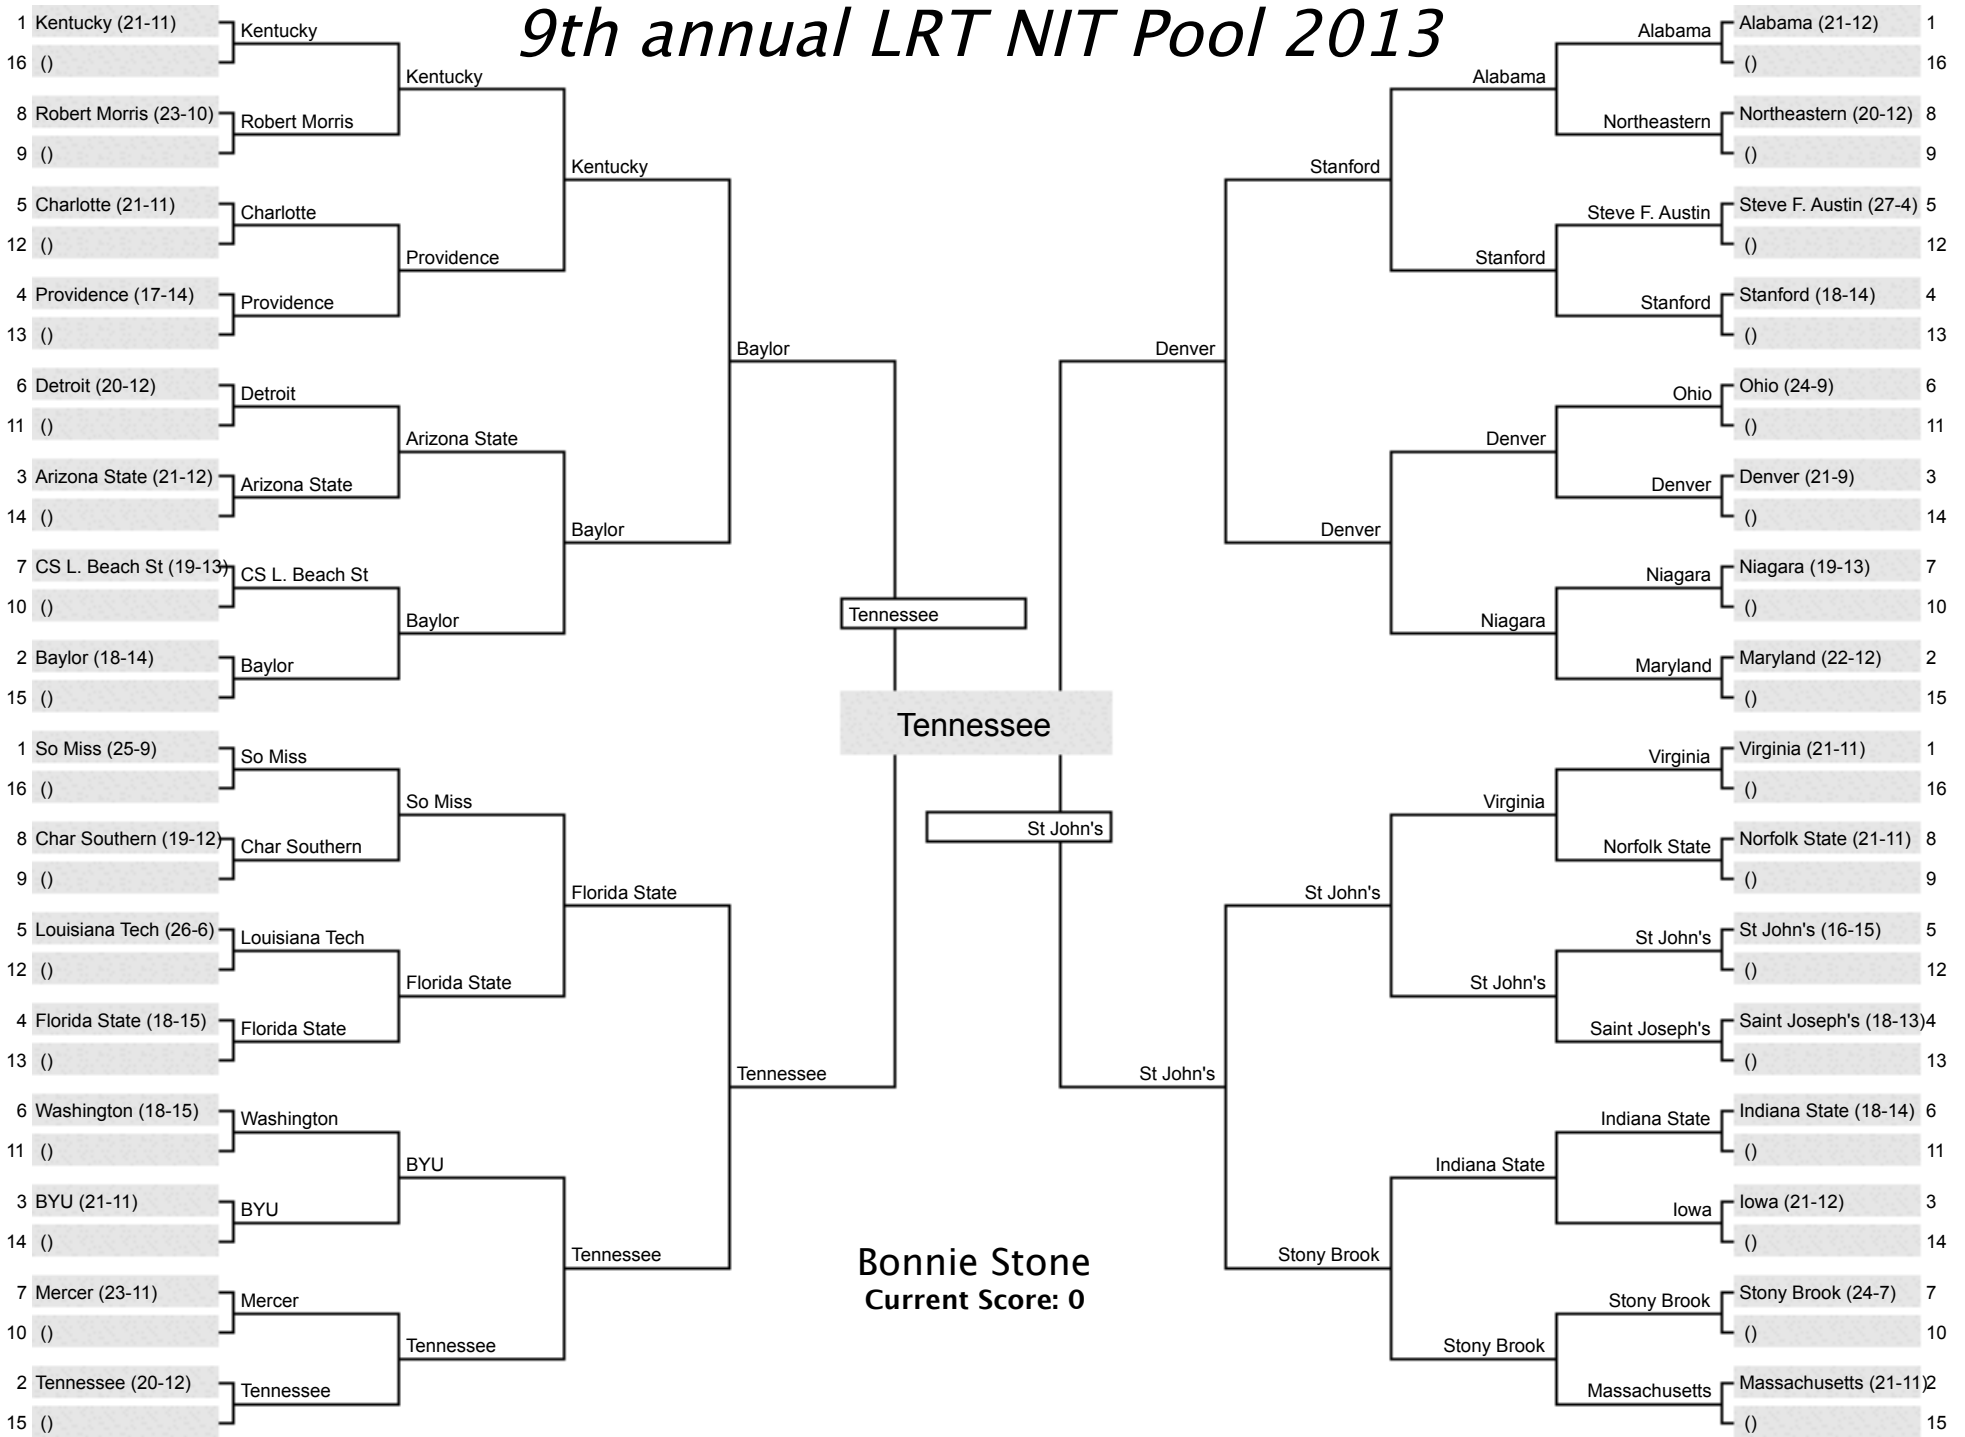 9th annual LRT NIT Pool 2013
1 Kentucky (21-11)
16 ()
8 Robert Morris (23-10)
9 ()
5 Charlotte (21-11)
12 ()
4 Providence (17-14)
13 ()
6 Detroit (20-12)
11 ()
3 Arizona State (21-12)
14 ()
7 CS L. Beach St (19-13)
10 ()
2 Baylor (18-14)
15 ()
1 So Miss (25-9)
16 ()
8 Char Southern (19-12)
9 ()
5 Louisiana Tech (26-6)
12 ()
4 Florida State (18-15)
13 ()
6 Washington (18-15)
11 ()
3 BYU (21-11)
14 ()
7 Mercer (23-11)
10 ()
2 Tennessee (20-12)
15 ()
Kentucky
Robert Morris
Charlotte
Providence
Detroit
Arizona State
CS L. Beach St
Baylor
So Miss
Char Southern
Louisiana Tech
Florida State
Washington
BYU
Mercer
Tennessee
Kentucky
Providence
Arizona State
Baylor
So Miss
Florida State
BYU
Tennessee
Kentucky
Baylor
Florida State
Tennessee
Baylor
Tennessee
Tennessee
Tennessee
St John's
Bonnie Stone
Current Score: 0
Denver
St John's
Stanford
Denver
St John's
Stony Brook
Alabama
Stanford
Denver
Niagara
Virginia
St John's
Indiana State
Stony Brook
Alabama
Northeastern
Steve F. Austin
Stanford
Ohio
Denver
Niagara
Maryland
Virginia
Norfolk State
St John's
Saint Joseph's
Indiana State
Iowa
Stony Brook
Massachusetts
Alabama (21-12) 1
() 16
Northeastern (20-12) 8
() 9
Steve F. Austin (27-4) 5
() 12
Stanford (18-14) 4
() 13
Ohio (24-9) 6
() 11
Denver (21-9) 3
() 14
Niagara (19-13) 7
() 10
Maryland (22-12) 2
() 15
Virginia (21-11) 1
() 16
Norfolk State (21-11) 8
() 9
St John's (16-15) 5
() 12
Saint Joseph's (18-13) 4
() 13
Indiana State (18-14) 6
() 11
Iowa (21-12) 3
() 14
Stony Brook (24-7) 7
() 10
Massachusetts (21-11) 2
() 15